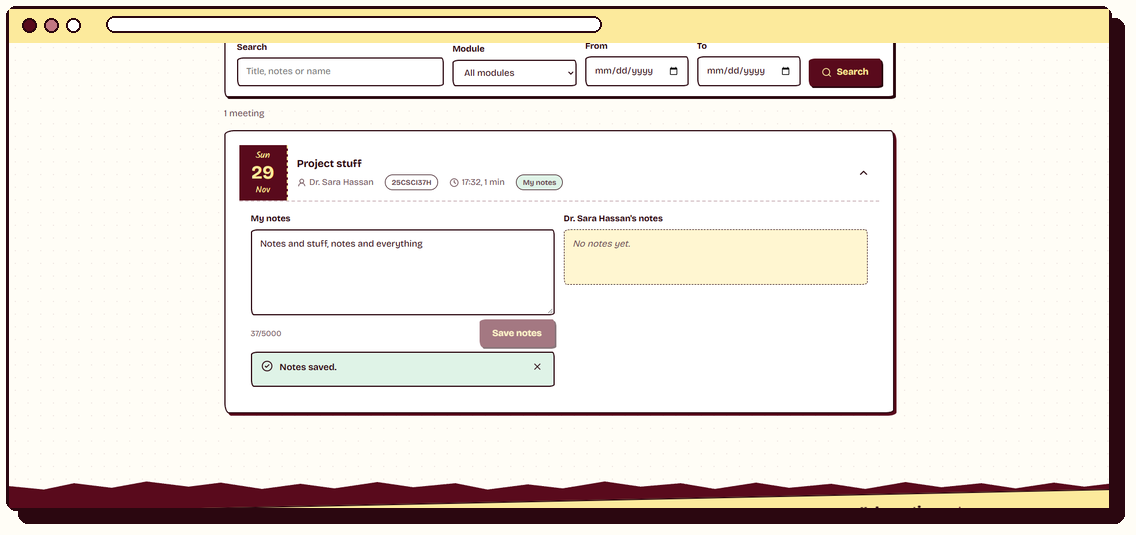 Search
Module
From
To
Title, notes or name
All modules
mm/dd/yyyy
mm/dd/yyyy
Search
1 meeting
Sun
29
Nov
Project stuff
Dr. Sara Hassan
25CSCI37H
17:32, 1 min
My notes
My notes
Dr. Sara Hassan's notes
Notes and stuff, notes and everything
No notes yet.
37/5000
Save notes
Notes saved.